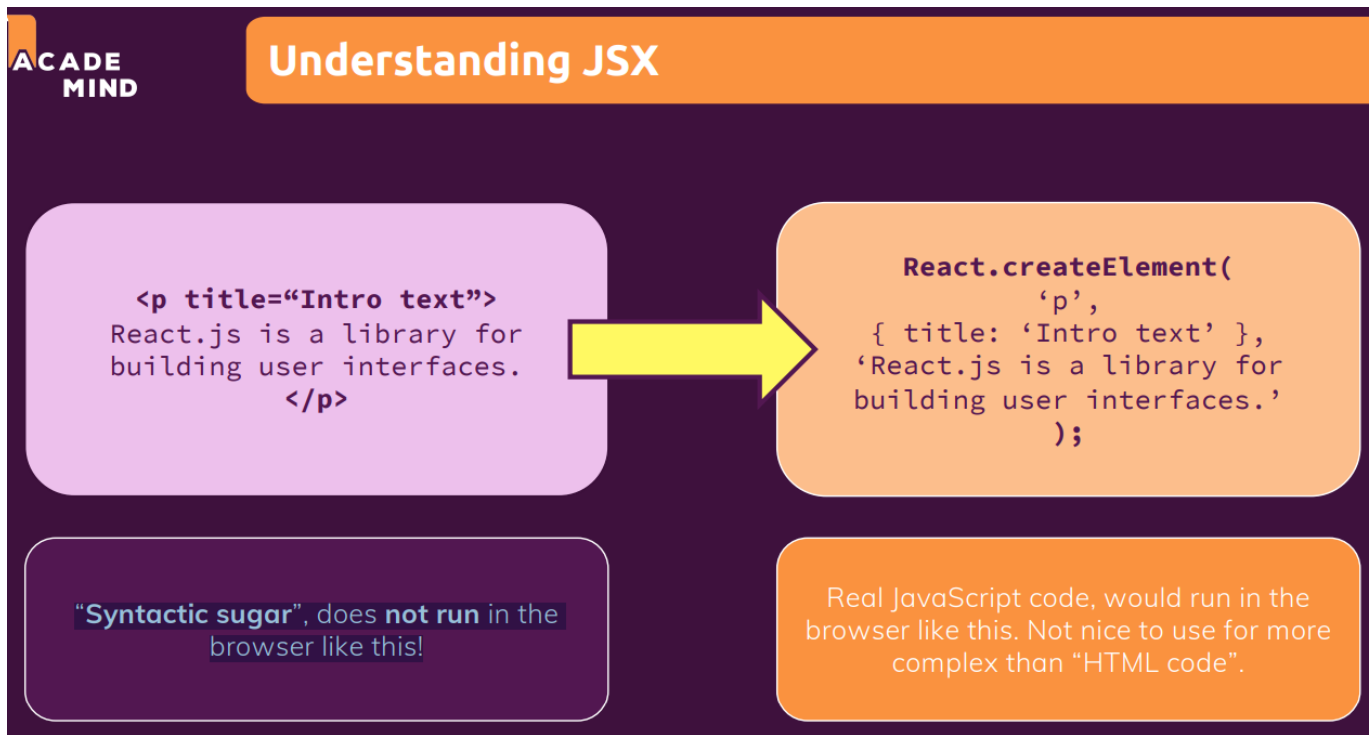 ACADE
MIND
Understanding JSX
<p title=“Intro text”>
React.js is a library for
building user interfaces.
</p>
React.createElement(
‘p’,
{ title: ‘Intro text’ },
‘React.js is a library for
building user interfaces.’
);
“Syntactic sugar”, does not run in the
browser like this!
Real JavaScript code, would run in the
browser like this. Not nice to use for more
complex than “HTML code”.